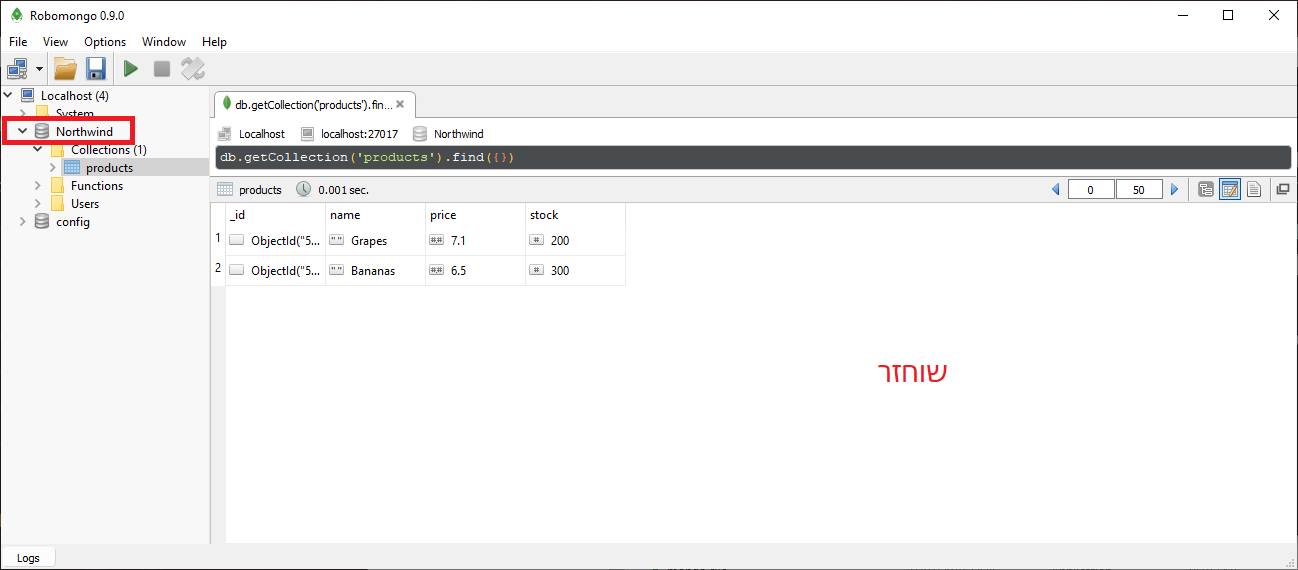 Robomongo 0.9.0
File View Options Window Help
Localhost (4)
System
Northwind
Collections (1)
products
Functions
Users
config
db.getCollection('products').fin...
Localhost localhost:27017 Northwind
db.getCollection('products').find({})
products 0.001 sec. 0 50
_id name price stock
1 ObjectId("5... Grapes 7.1 200
2 ObjectId("5... Bananas 6.5 300
שוחזר
Logs